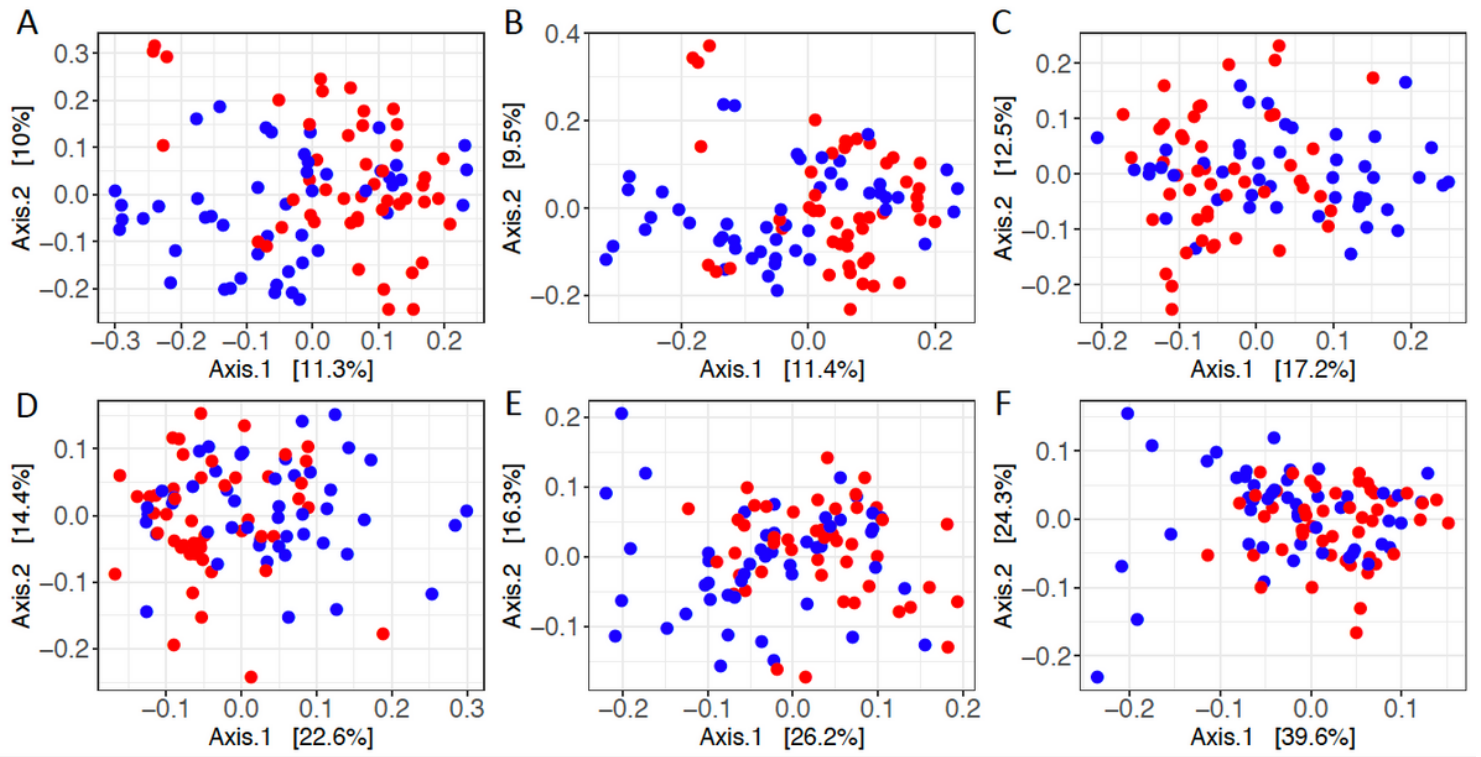 A
Axis.2 [10%]
0.3
0.2
0.1
0.0
−0.1
−0.2
−0.3 −0.2 −0.1 0.0 0.1 0.2
Axis.1 [11.3%]
B
Axis.2 [9.5%]
0.4
0.2
0.0
−0.2
−0.2 0.0 0.2
Axis.1 [11.4%]
C
Axis.2 [12.5%]
0.2
0.1
0.0
−0.1
−0.2
−0.2 −0.1 0.0 0.1 0.2
Axis.1 [17.2%]
D
Axis.2 [14.4%]
0.1
0.0
−0.1
−0.2
−0.1 0.0 0.1 0.2 0.3
Axis.1 [22.6%]
E
Axis.2 [16.3%]
0.2
0.1
0.0
−0.1
−0.2 −0.1 0.0 0.1 0.2
Axis.1 [26.2%]
F
Axis.2 [24.3%]
0.1
0.0
−0.1
−0.2
−0.2 −0.1 0.0 0.1
Axis.1 [39.6%]